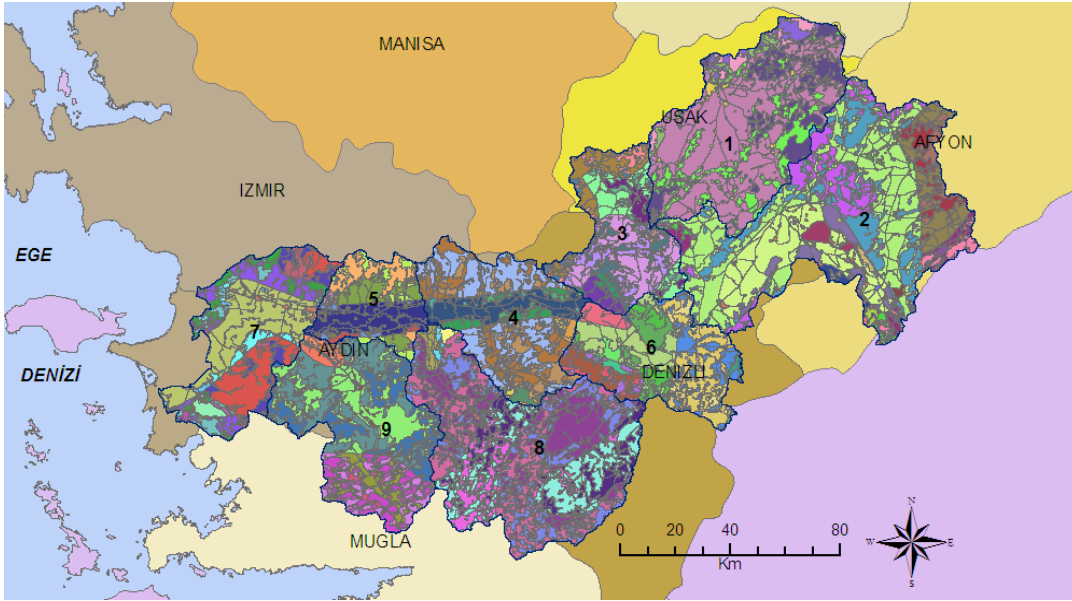 MANISA
USAK
1
AFYON
IZMIR
2
3
EGE
5
4
7
AYDIN
6
DENIZLI
DENİZİ
9
8
MUGLA
0 20 40 80
Km
N
W E
S